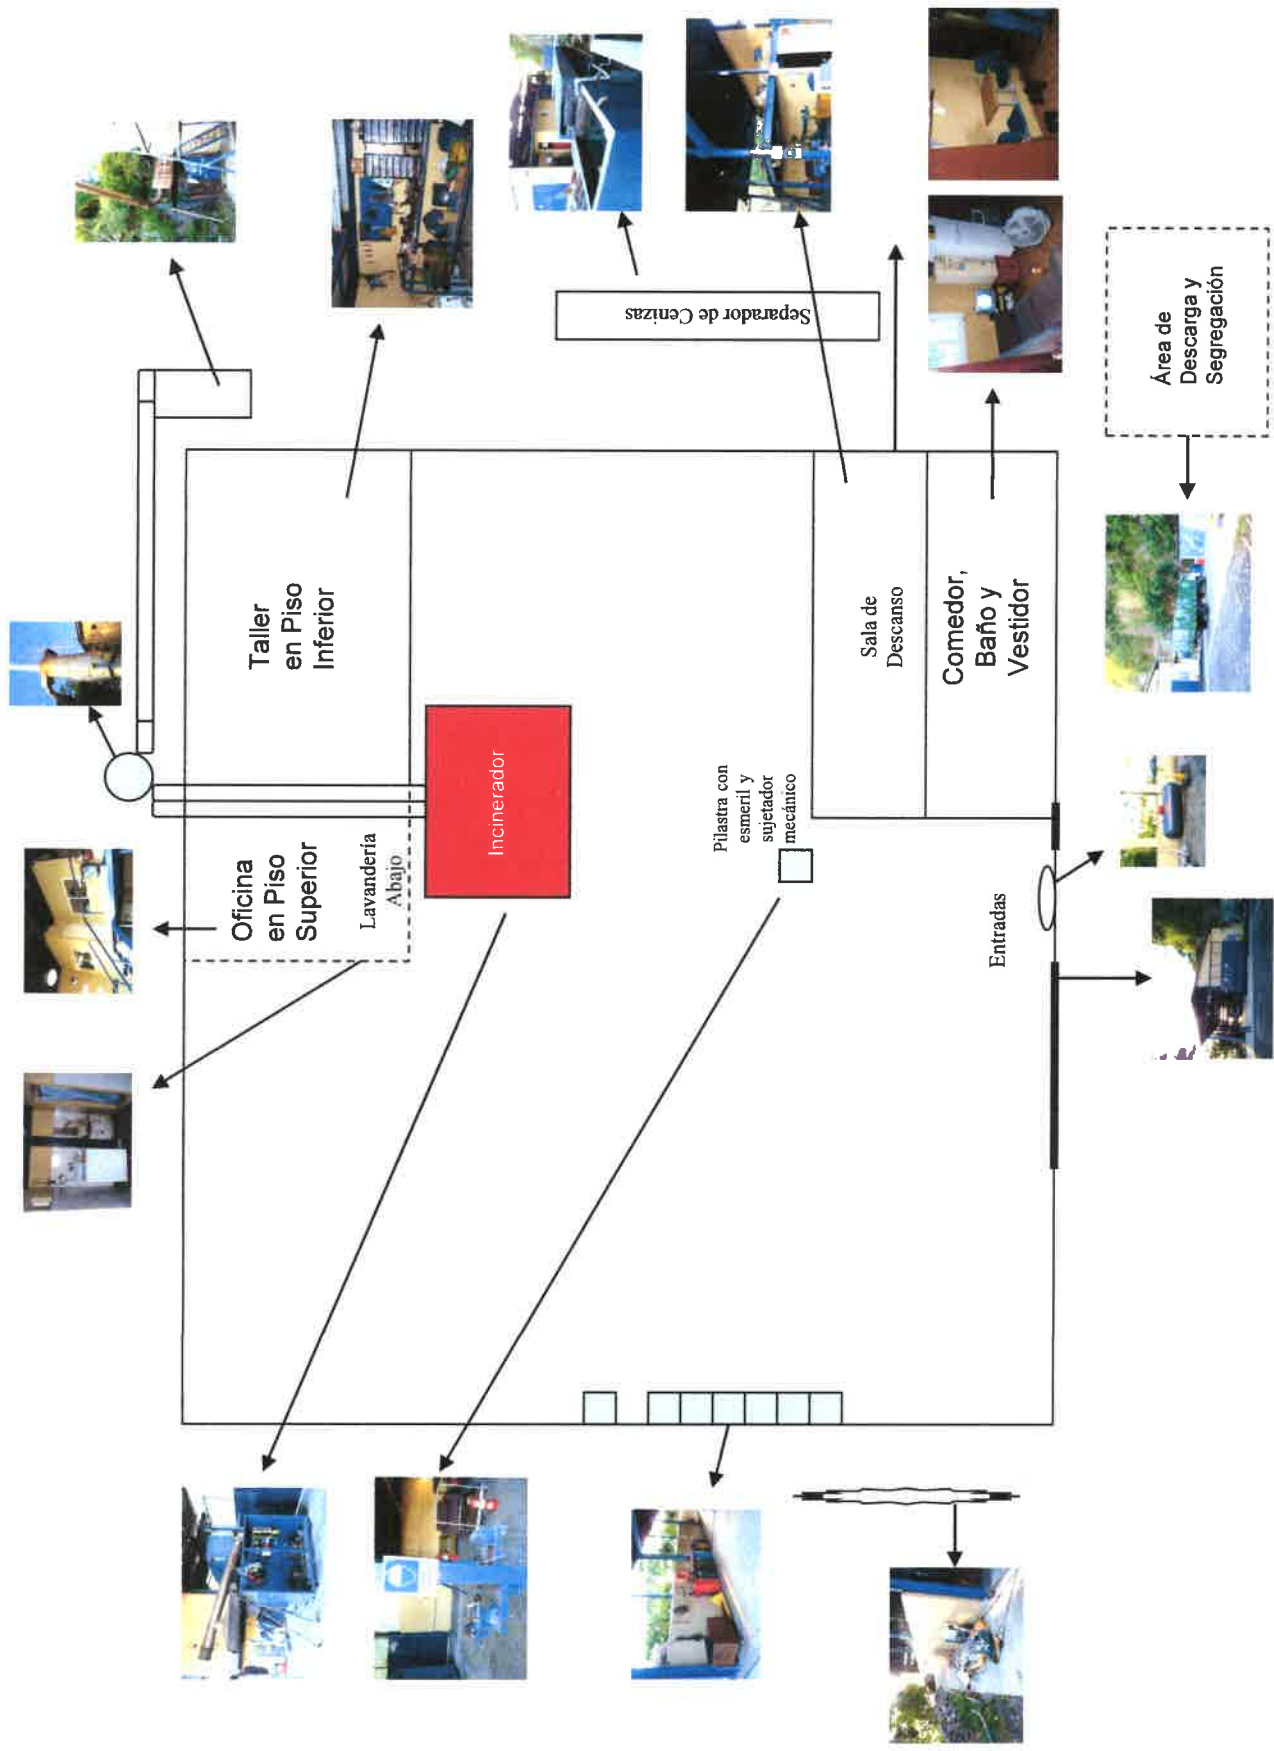 Taller
en Piso
Inferior
Oficina
en Piso
Superior
Lavandería
Abajo
Incinerador
Separador de Cenizas
Pilastra con
esmeril y
sujetador
mecánico
Sala de
Descanso
Comedor,
Baño y
Vestidor
Entradas
Área de
Descarga y
Segregación